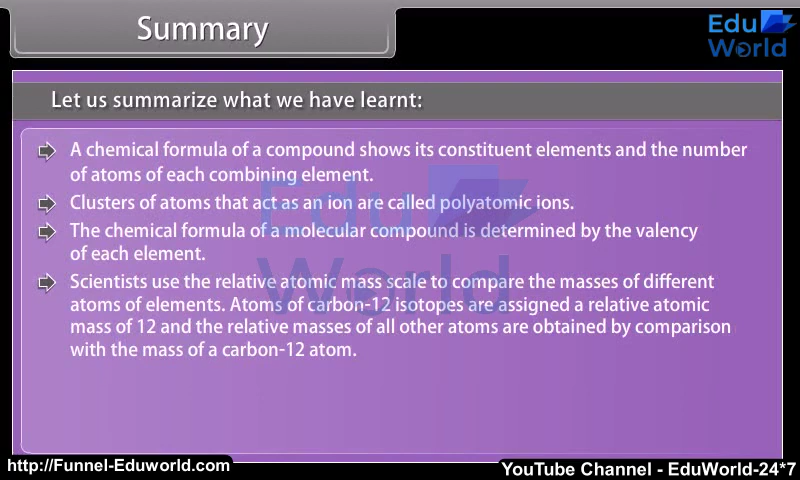 Summary
Edu
World
Let us summarize what we have learnt:
A chemical formula of a compound shows its constituent elements and the number
of atoms of each combining element.
Clusters of atoms that act as an ion are called polyatomic ions.
The chemical formula of a molecular compound is determined by the valency
of each element.
Scientists use the relative atomic mass scale to compare the masses of different
atoms of elements. Atoms of carbon-12 isotopes are assigned a relative atomic
mass of 12 and the relative masses of all other atoms are obtained by comparison
with the mass of a carbon-12 atom.
Edu
World
http://Funnel-Eduworld.com
YouTube Channel - EduWorld-24*7